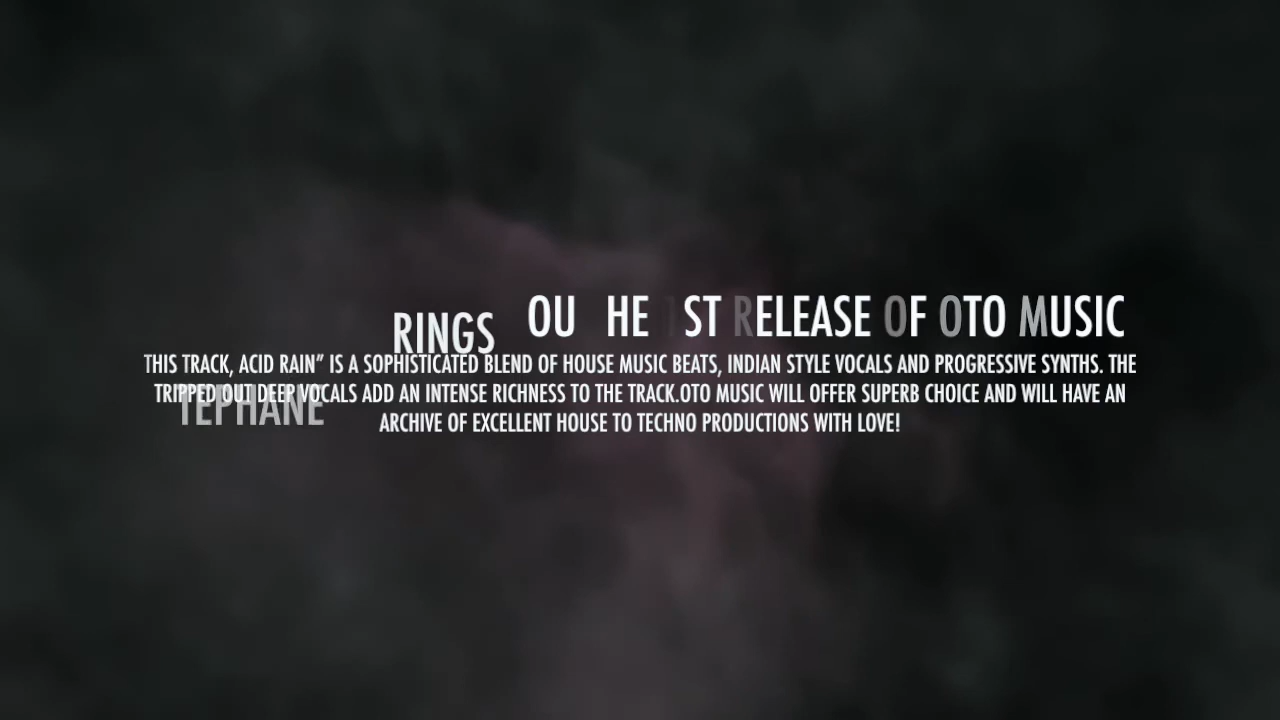 RINGS OU HE 1ST RELEASE OF OTO MUSIC
THIS TRACK, ACID RAIN” IS A SOPHISTICATED BLEND OF HOUSE MUSIC BEATS, INDIAN STYLE VOCALS AND PROGRESSIVE SYNTHS. THE
TRIPPED OUT DEEP VOCALS ADD AN INTENSE RICHNESS TO THE TRACK.OTO MUSIC WILL OFFER SUPERB CHOICE AND WILL HAVE AN
TEPHANE
ARCHIVE OF EXCELLENT HOUSE TO TECHNO PRODUCTIONS WITH LOVE!